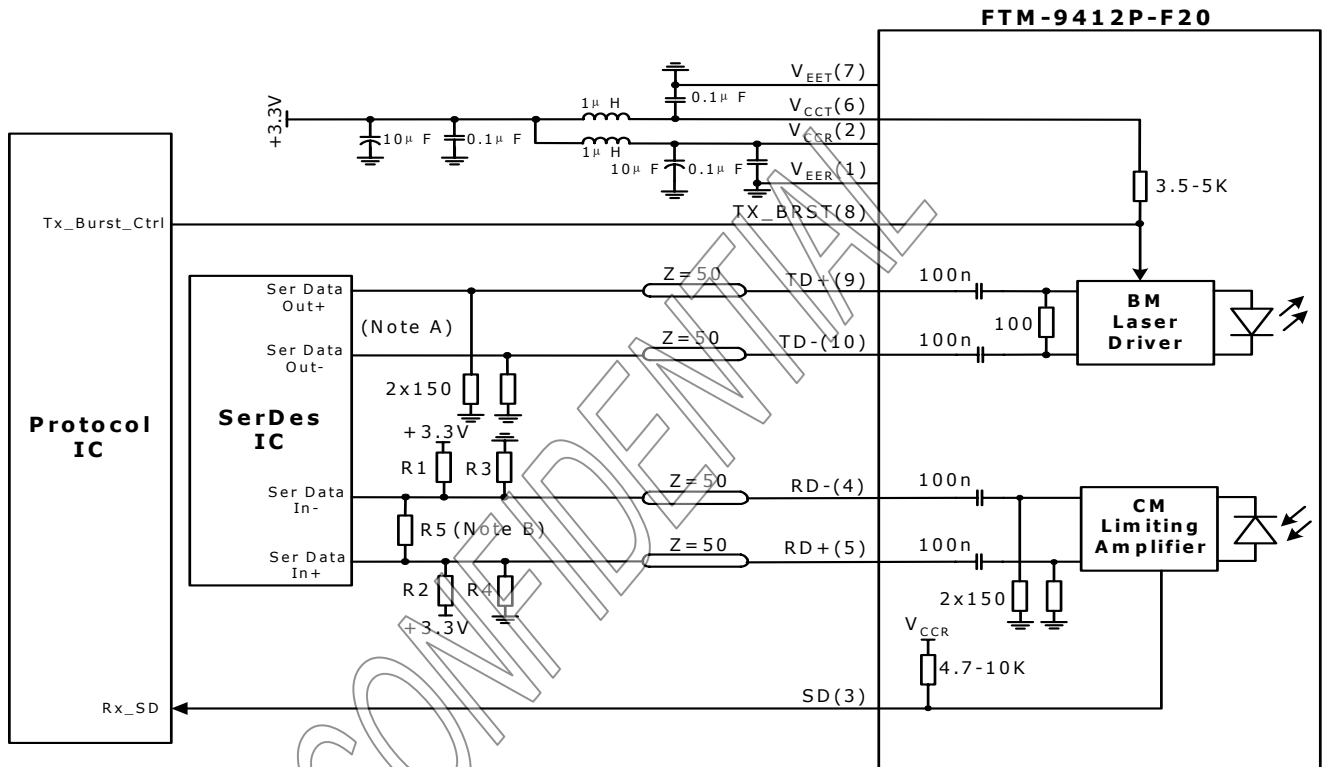 FTM-9412P-F20
V_EET(7)
+3.3V
1μ H
0.1μ F
V_CCT(6)
10μ F
0.1μ F
1μ H
V_CCR(2)
10μ F
0.1μ F
V_EER(1)
3.5-5K
Tx_Burst_Ctrl
TX_BRST(8)
Ser Data
Out+
Z=50
TD+(9)
100n
(Note A)
100
BM
Laser
Driver
Ser Data
Out-
Z=50
TD-(10)
100n
2x150
Protocol
IC
SerDes
IC
+3.3V
R1
R3
Ser Data
In-
Z=50
RD-(4)
100n
R5 (Note B)
CM
Limiting
Amplifier
Ser Data
In+
Z=50
RD+(5)
100n
R2
R4
+3.3V
2x150
V_CCR
4.7-10K
Rx_SD
SD(3)
CONFIDENTIAL